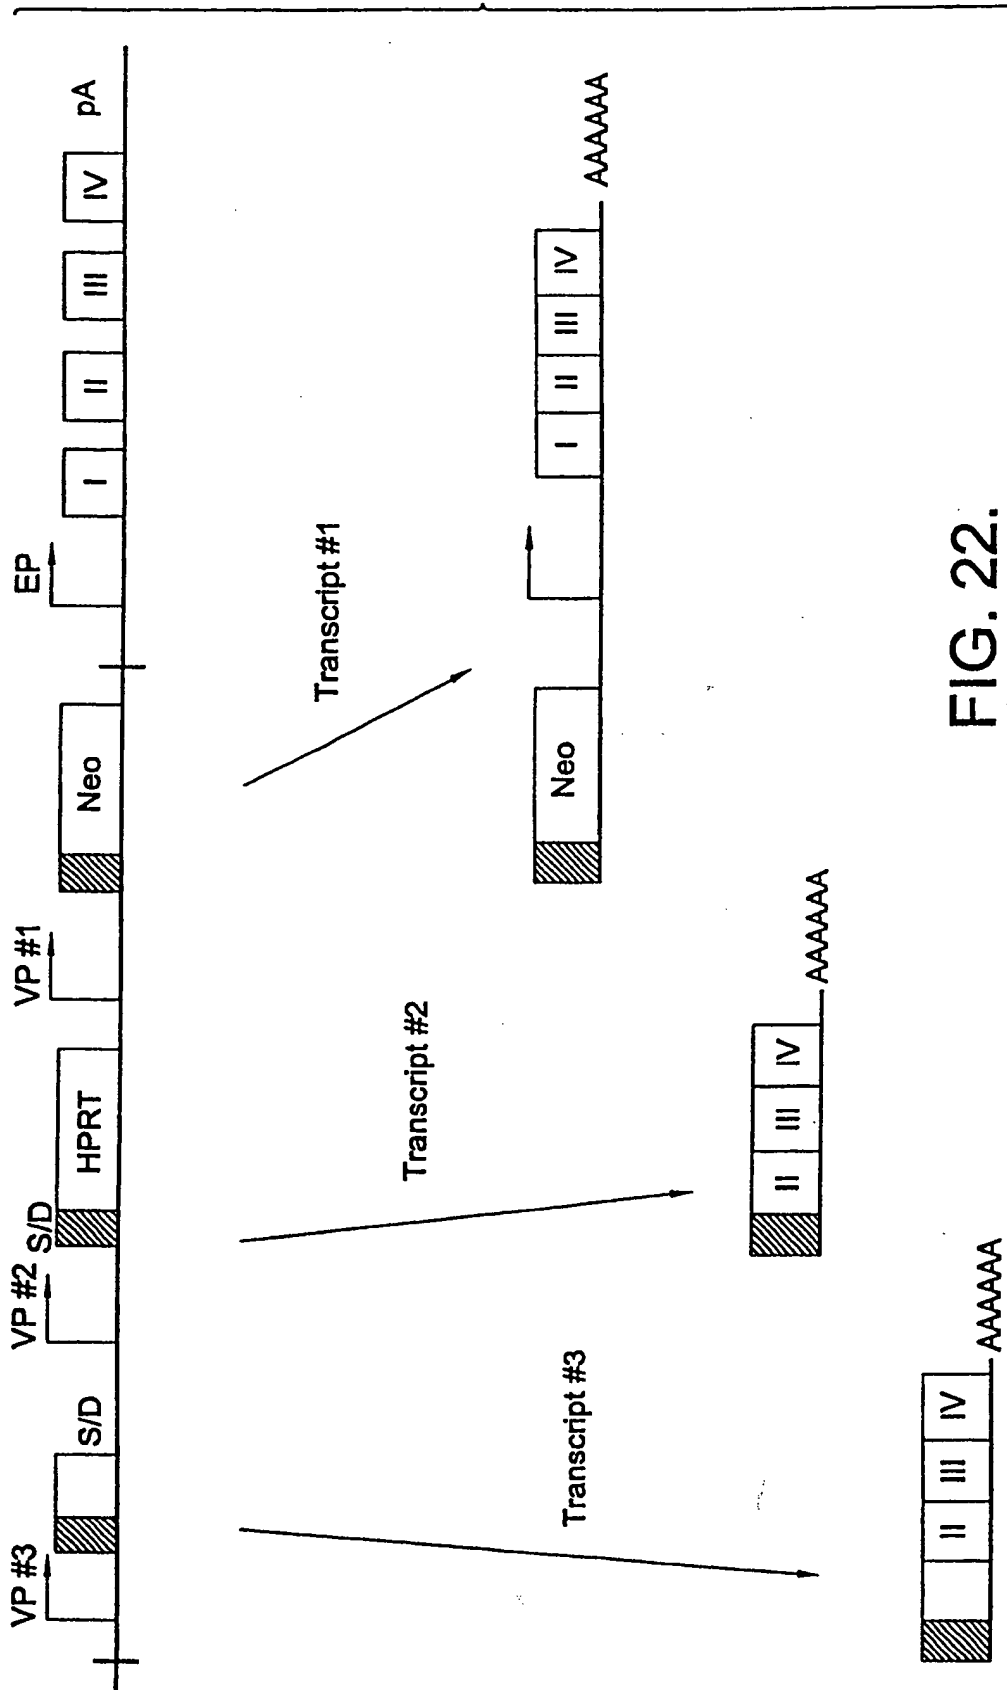 VP #3
S/D
VP #2
S/D
HPRT
VP #1
Neo
EP
I
II
III
IV
pA
Transcript #1
Neo
I
II
III
IV
AAAAAA
Transcript #2
II
III
IV
AAAAAA
Transcript #3
II
III
IV
AAAAAA
FIG. 22.